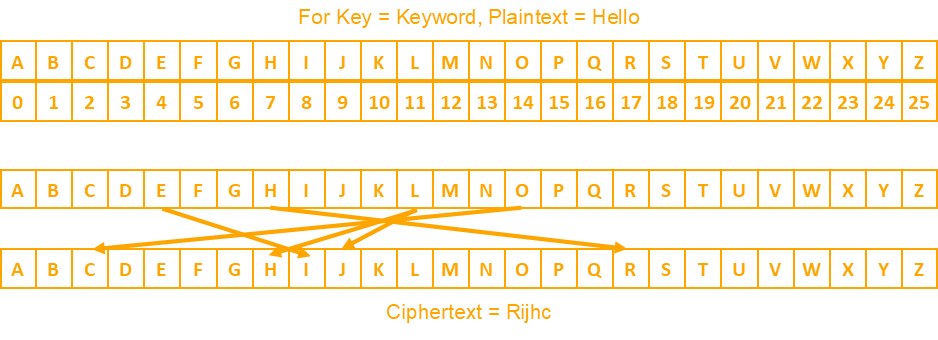 For Key = Keyword, Plaintext = Hello
A B C D E F G H I J K L M N O P Q R S T U V W X Y Z
0 1 2 3 4 5 6 7 8 9 10 11 12 13 14 15 16 17 18 19 20 21 22 23 24 25
A B C D E F G H I J K L M N O P Q R S T U V W X Y Z
A B C D E F G H I J K L M N O P Q R S T U V W X Y Z
Ciphertext = Rijhc